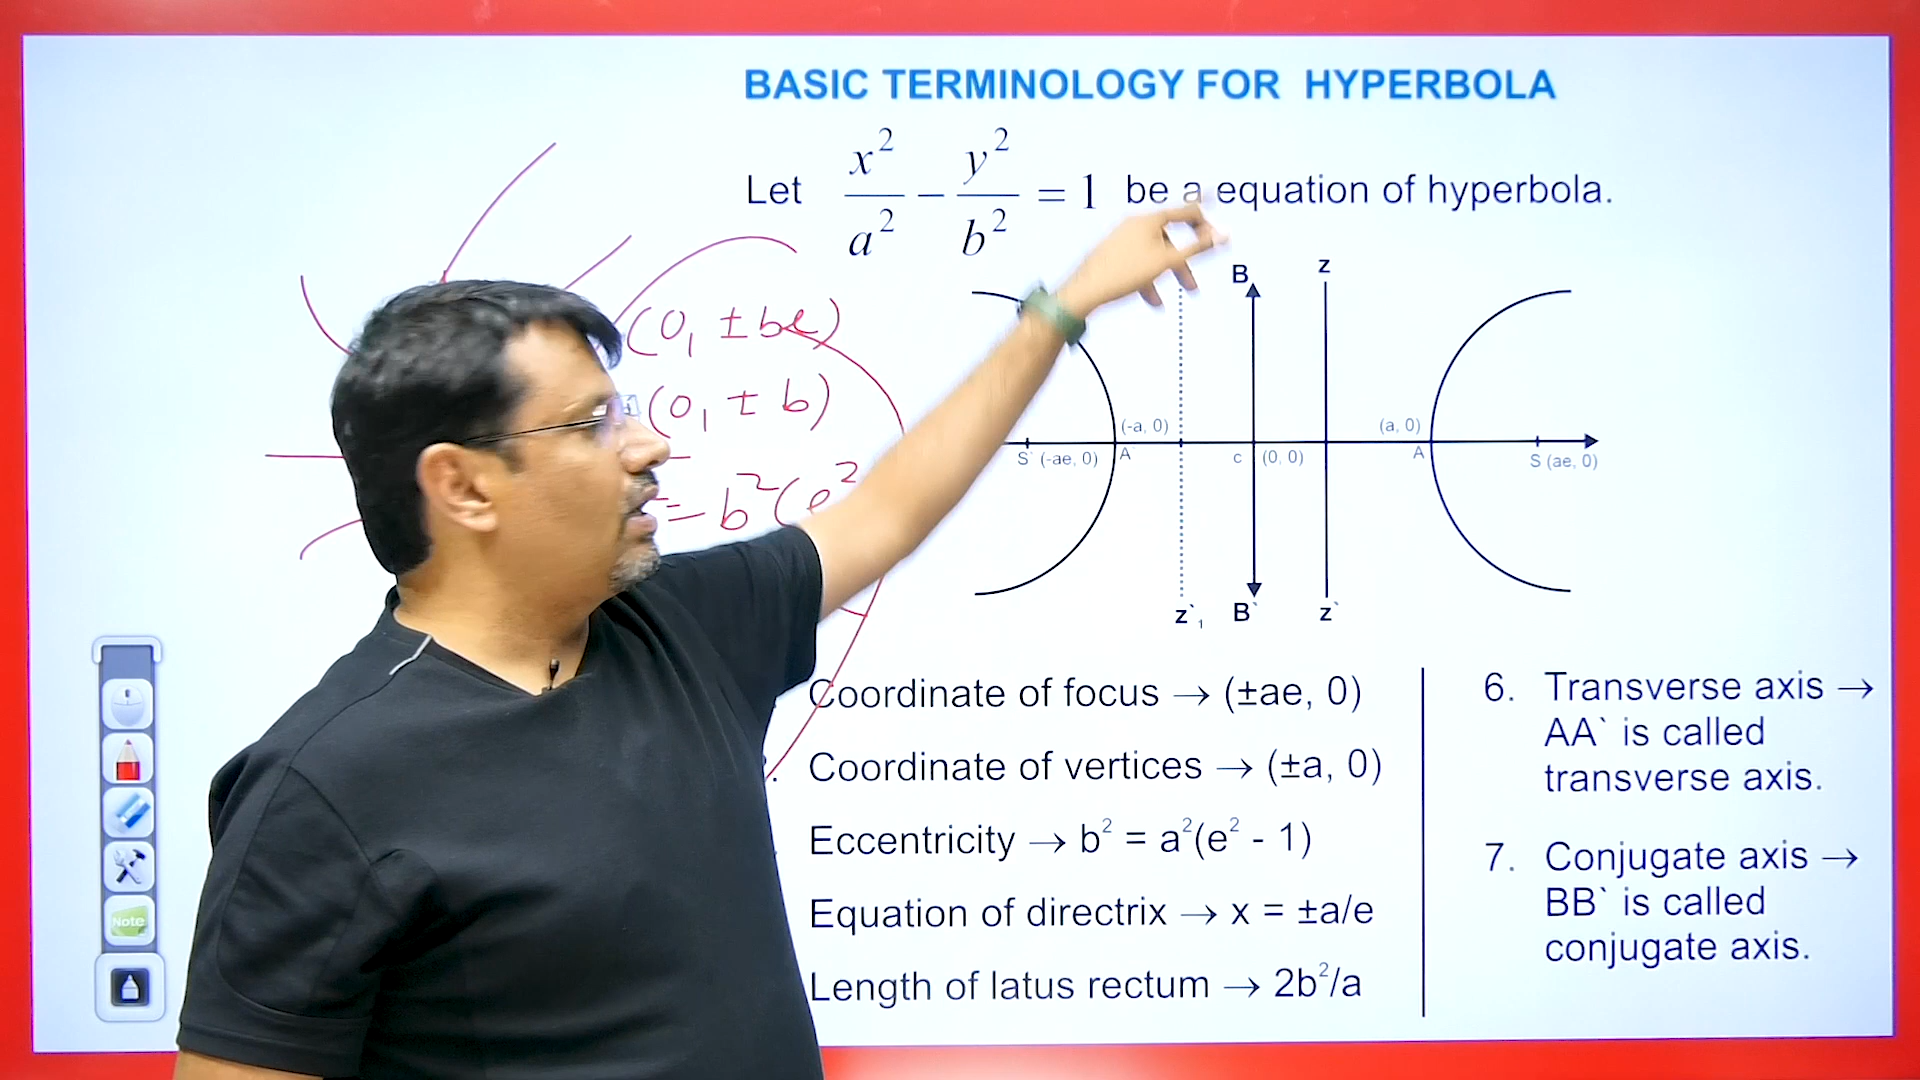 BASIC TERMINOLOGY FOR HYPERBOLA
Let x²/a² − y²/b² = 1 be a equation of hyperbola.
B
z
(0, ±be)
(0, ± b)
= b²(e²
(-a, 0)
(a, 0)
S` (-ae, 0)
A`
c
(0, 0)
A
S (ae, 0)
z`₁
B`
z`
Coordinate of focus → (±ae, 0)
Coordinate of vertices → (±a, 0)
Eccentricity → b² = a²(e² - 1)
Equation of directrix → x = ±a/e
Length of latus rectum → 2b²/a
6. Transverse axis →
AA` is called
transverse axis.
7. Conjugate axis →
BB` is called
conjugate axis.
Note